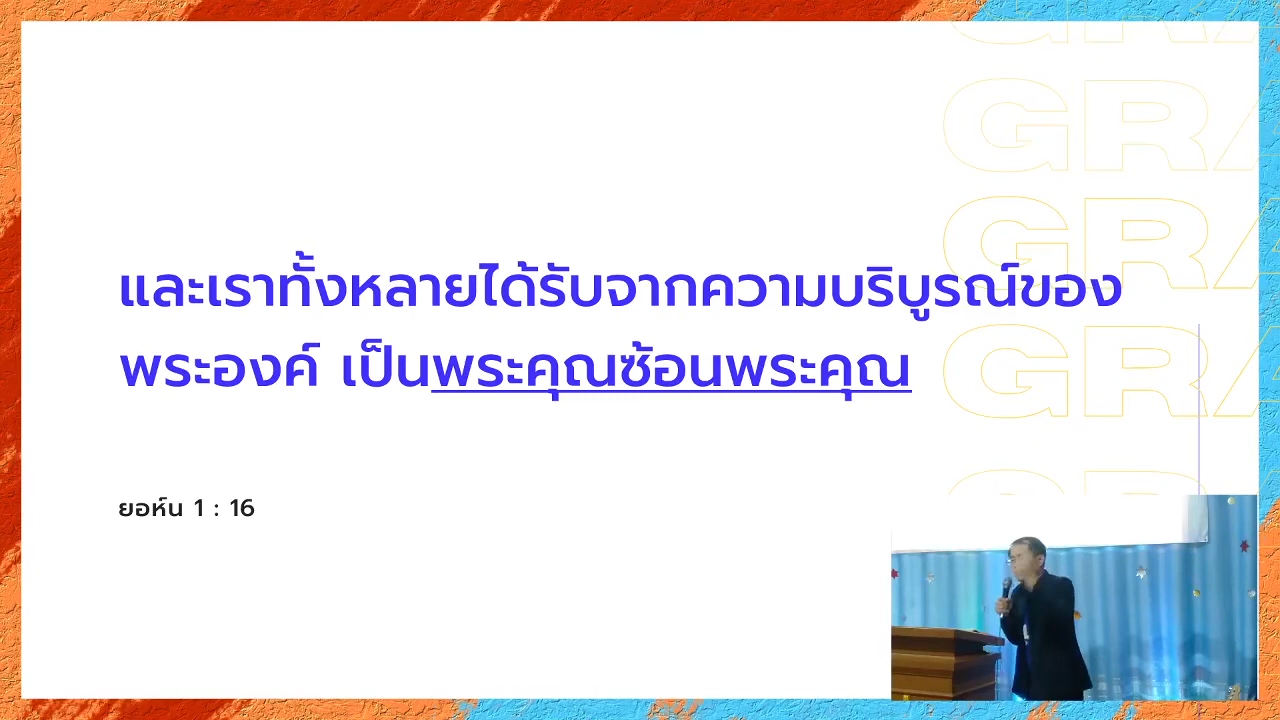 GRA
GRA
และเราทั้งหลายได้รับจากความบริบูรณ์ของ
พระองค์ เป็นพระคุณซ้อนพระคุณ
GRA
ยอห์น 1 : 16